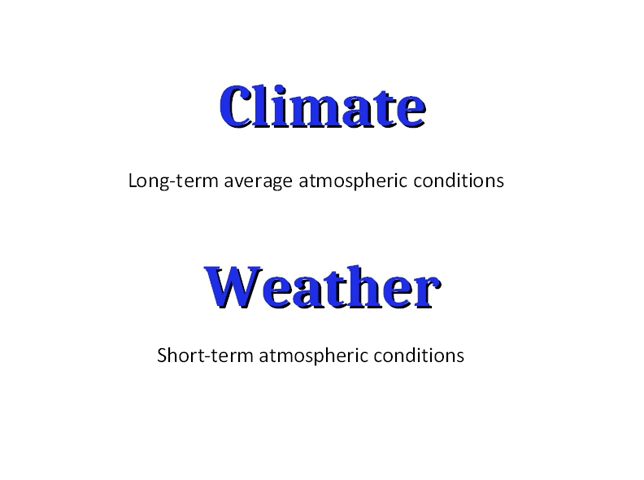 Climate
Long-term average atmospheric conditions
Weather
Short-term atmospheric conditions